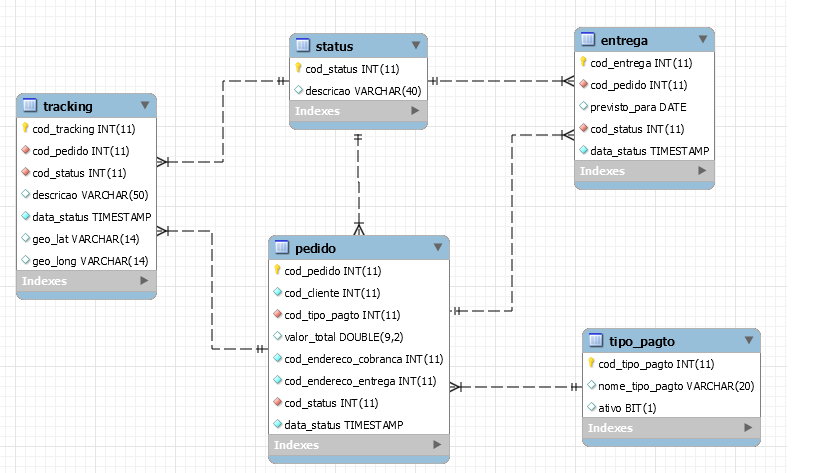 status
cod_status INT(11)
descricao VARCHAR(40)
Indexes
entrega
cod_entrega INT(11)
cod_pedido INT(11)
previsto_para DATE
cod_status INT(11)
data_status TIMESTAMP
Indexes
tracking
cod_tracking INT(11)
cod_pedido INT(11)
cod_status INT(11)
descricao VARCHAR(50)
data_status TIMESTAMP
geo_lat VARCHAR(14)
geo_long VARCHAR(14)
Indexes
pedido
cod_pedido INT(11)
cod_cliente INT(11)
cod_tipo_pagto INT(11)
valor_total DOUBLE(9,2)
cod_endereco_cobranca INT(11)
cod_endereco_entrega INT(11)
cod_status INT(11)
data_status TIMESTAMP
Indexes
tipo_pagto
cod_tipo_pagto INT(11)
nome_tipo_pagto VARCHAR(20)
ativo BIT(1)
Indexes